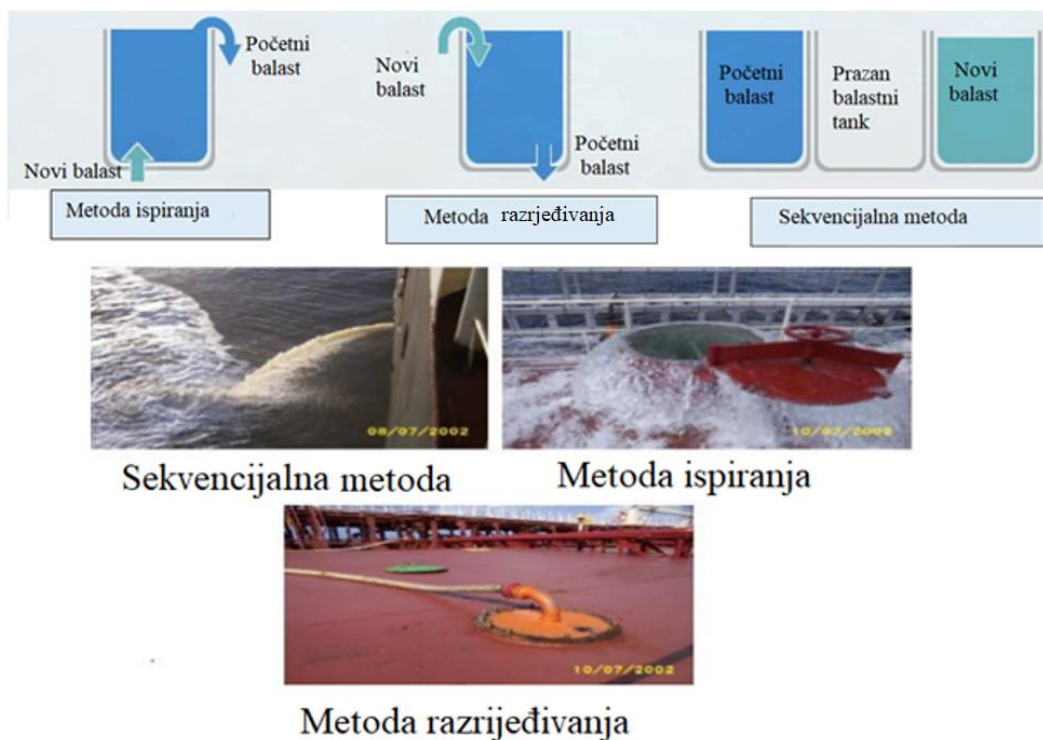 Početni
balast
Novi balast
Metoda ispiranja
Novi
balast
Početni
balast
Metoda razrjeđivanja
Početni
balast
Prazan
balastni
tank
Novi
balast
Sekvencijalna metoda
08/07/2002
Sekvencijalna metoda
10/07/2002
Metoda ispiranja
10/07/2002
Metoda razrijeđivanja